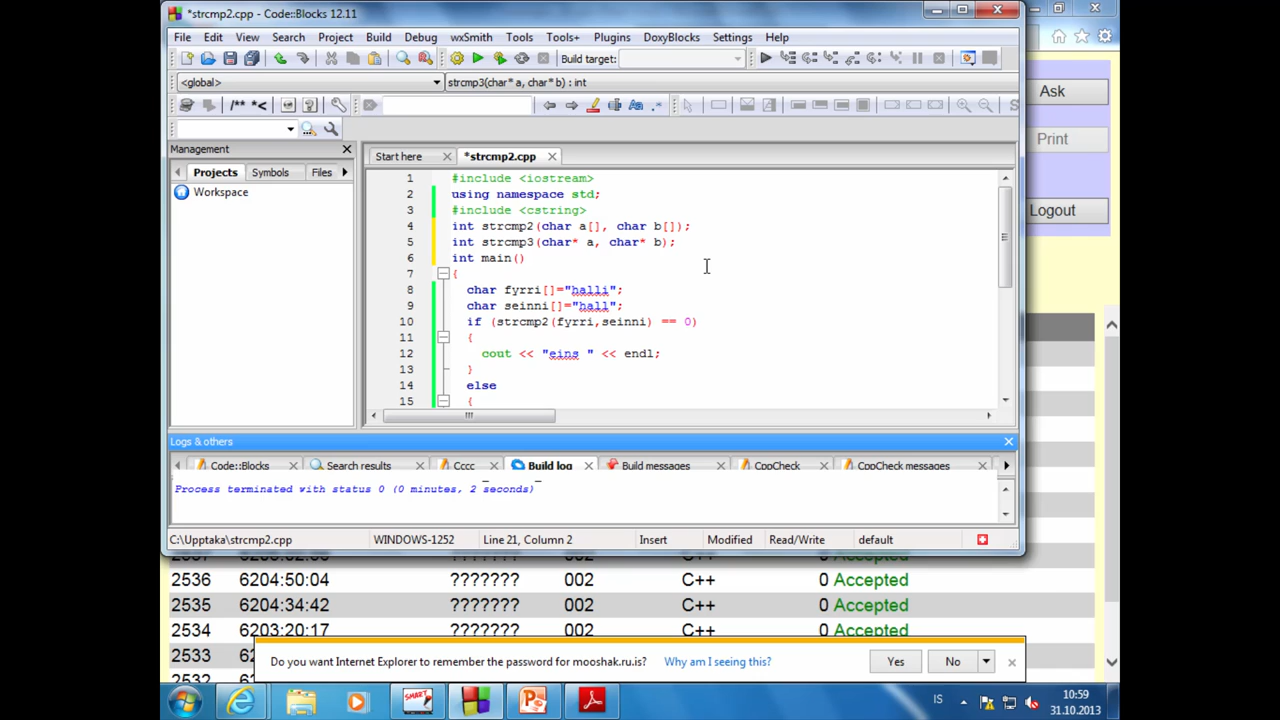 *strcmp2.cpp - Code::Blocks 12.11
File Edit View Search Project Build Debug wxSmith Tools Tools+ Plugins DoxyBlocks Settings Help
Build target:
<global> strcmp3(char* a, char* b) : int
/** *<
Aa .*
S
Management
Projects Symbols Files
Workspace
Start here *strcmp2.cpp
1 #include <iostream>
2 using namespace std;
3 #include <cstring>
4 int strcmp2(char a[], char b[]);
5 int strcmp3(char* a, char* b);
6 int main()
7 {
8 char fyrri[]="halli";
9 char seinni[]="hall";
10 if (strcmp2(fyrri,seinni) == 0)
11 {
12 cout << "eins " << endl;
13 }
14 else
15 {
Logs & others
Code::Blocks Search results Cccc Build log Build messages CppCheck CppCheck messages
Process terminated with status 0 (0 minutes, 2 seconds)
C:\Upptaka\strcmp2.cpp WINDOWS-1252 Line 21, Column 2 Insert Modified Read/Write default
Ask
Print
Logout
2536 6204:50:04 ??????? 002 C++ 0 Accepted
2535 6204:34:42 ??????? 002 C++ 0 Accepted
2534 6203:20:17 ??????? 002 C++ 0 Accepted
2533
Do you want Internet Explorer to remember the password for mooshak.ru.is? Why am I seeing this? Yes No
2532
SMART
IS 10:59
31.10.2013